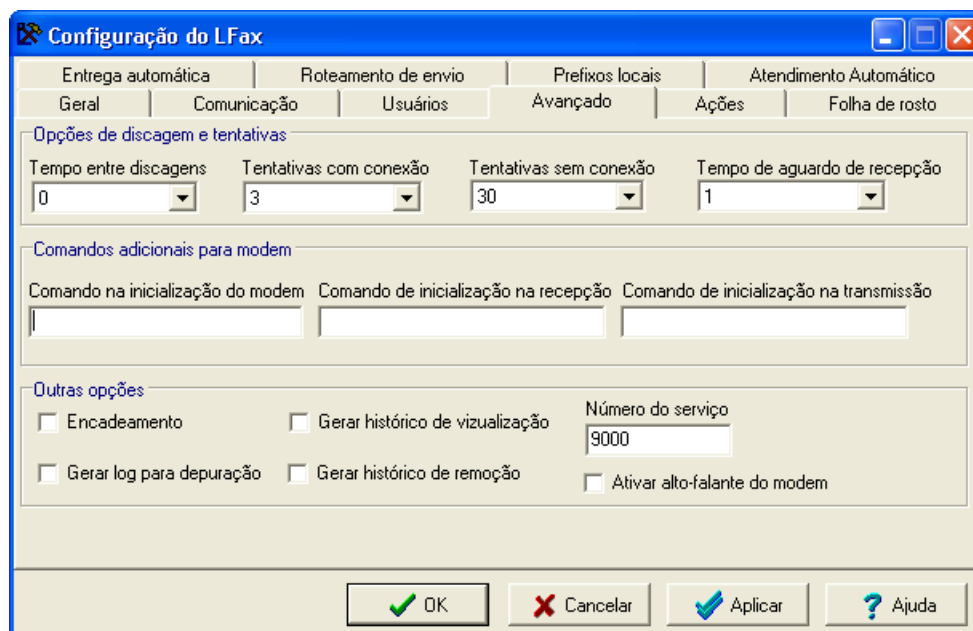 Configuração do LFax
Entrega automática Roteamento de envio Prefixos locais Atendimento Automático
Geral Comunicação Usuários Avançado Ações Folha de rosto
Opções de discagem e tentativas
Tempo entre discagens Tentativas com conexão Tentativas sem conexão Tempo de aguardo de recepção
0 3 30 1
Comandos adicionais para modem
Comando na inicialização do modem Comando de inicialização na recepção Comando de inicialização na transmissão
Outras opções
Encadeamento Gerar histórico de vizualização Número do serviço
9000
Gerar log para depuração Gerar histórico de remoção Ativar alto-falante do modem
OK Cancelar Aplicar Ajuda